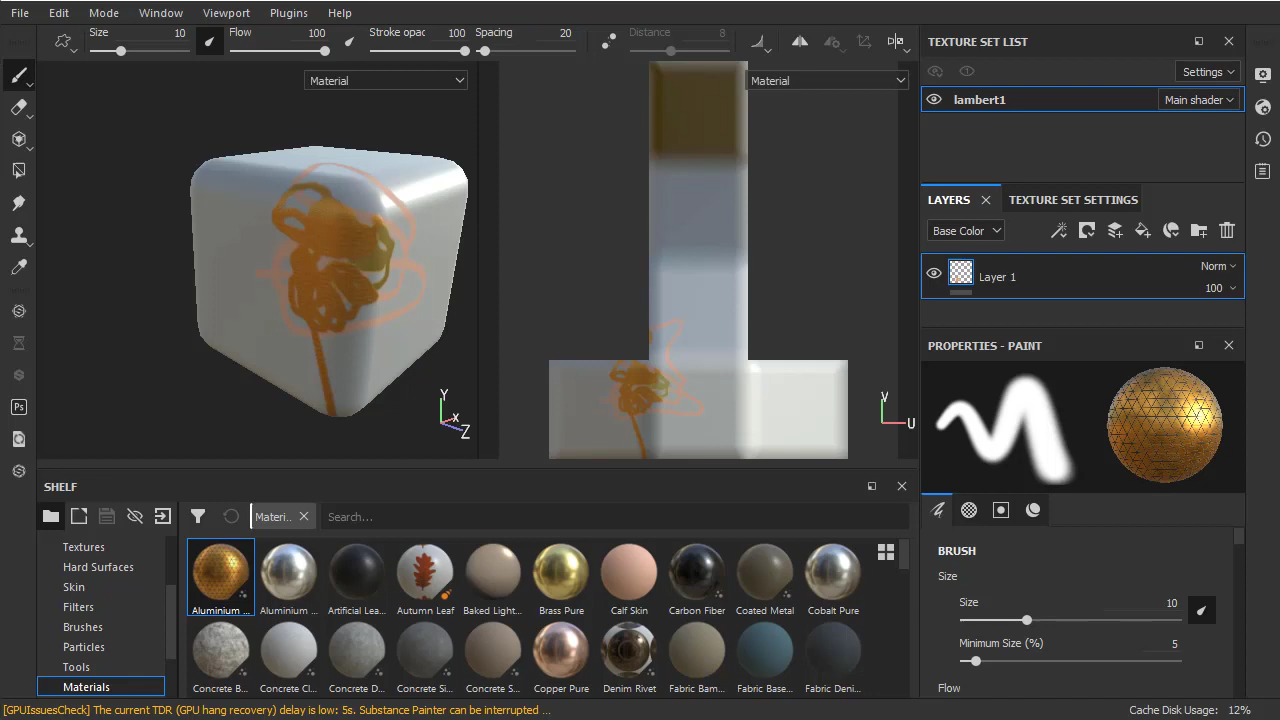 File Edit Mode Window Viewport Plugins Help
Size 10 Flow 100 Stroke opac 100 Spacing 20 Distance 8
Material
Material
Y
X
Z
V
U
TEXTURE SET LIST
Settings
lambert1 Main shader
LAYERS TEXTURE SET SETTINGS
Base Color
Layer 1 Norm
100
PROPERTIES - PAINT
BRUSH
Size
Size 10
Minimum Size (%) 5
Flow
SHELF
Ps
Materi.. Search...
Textures
Hard Surfaces
Skin
Filters
Brushes
Particles
Tools
Materials
Aluminium ... Aluminium ... Artificial Lea... Autumn Leaf Baked Light... Brass Pure Calf Skin Carbon Fiber Coated Metal Cobalt Pure
Concrete B... Concrete Cl... Concrete D... Concrete Si... Concrete S... Copper Pure Denim Rivet Fabric Bam... Fabric Base... Fabric Deni...
[GPUIssuesCheck] The current TDR (GPU hang recovery) delay is low: 5s. Substance Painter can be interrupted ...
Cache Disk Usage: 12%